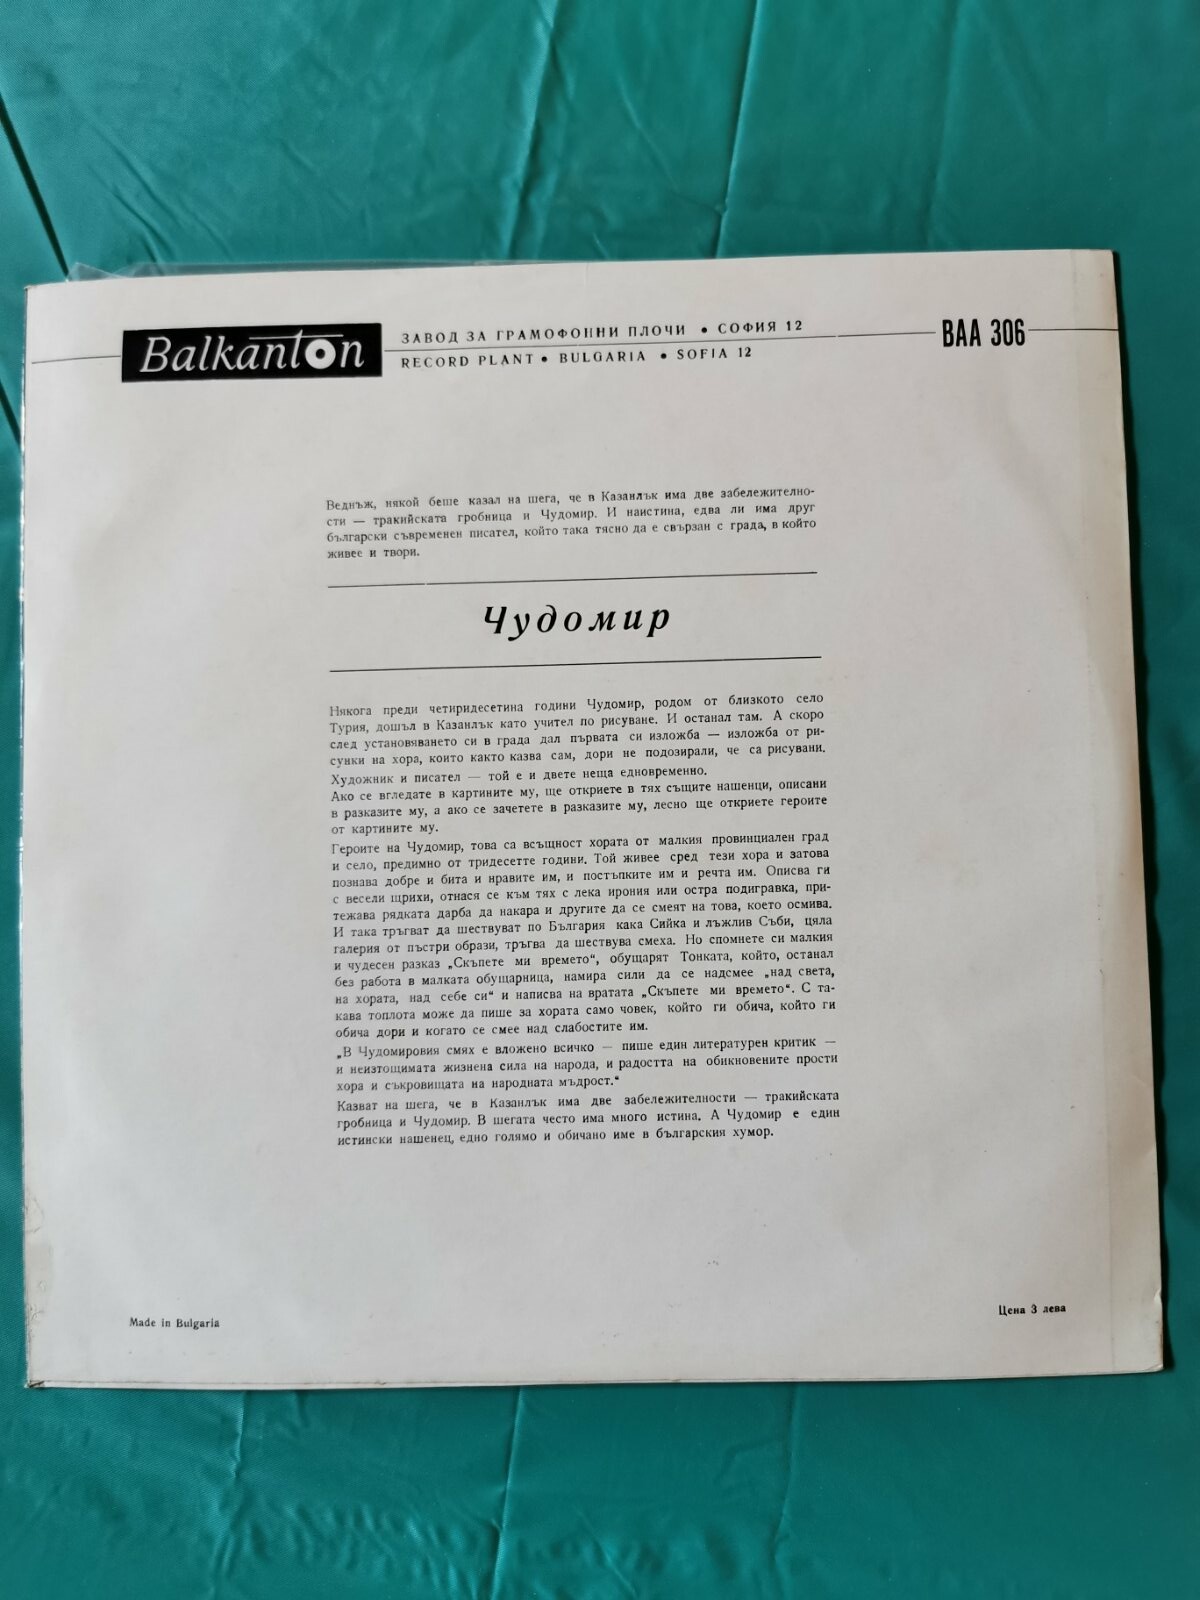 Balkanton
ЗАВОД ЗА ГРАМОФОННИ ПЛОЧИ • СОФИЯ 12
RECORD PLANT • BULGARIA • SOFIA 12
ВАА 306
Веднъж, някой беше казал на шега, че в Казанлък има две забележително-
сти — тракийската гробница и Чудомир. И наистина, едва ли има друг
български съвременен писател, който така тясно да е свързан с града, в който
живее и твори.
Чудомир
Някога преди четиридесетина години Чудомир, родом от близкото село
Турия, дошъл в Казанлък като учител по рисуване. И останал там. А скоро
след установяването си в града дал първата си изложба — изложба от ри-
сунки на хора, които както казва сам, дори не подозирали, че са рисувани.
Художник и писател — той е и двете неща едновременно.
Ако се вгледате в картините му, ще откриете в тях същите нашенци, описани
в разказите му, а ако се зачетете в разказите му, лесно ще откриете героите
от картините му.
Героите на Чудомир, това са всъщност хората от малкия провинциален град
и село, предимно от тридесетте години. Той живее сред тези хора и затова
познава добре и бита и нравите им, и постъпките им и речта им. Описва ги
с весели щрихи, отнася се към тях с лека ирония или остра подигравка, при-
тежава рядката дарба да накара и другите да се смеят на това, което осмива.
И така тръгват да шествуват по България кака Сийка и лъжлив Съби, цяла
галерия от пъстри образи, тръгва да шествува смеха. Но спомнете си малкия
и чудесен разказ „Скъпете ми времето“, обущарят Тонката, който, останал
без работа в малката обущарница, намира сили да се надсмее „над света,
на хората, над себе си“ и написва на вратата „Скъпете ми времето“. С та-
кава топлота може да пише за хората само човек, който ги обича, който ги
обича дори и когато се смее над слабостите им.
„В Чудомировия смях е вложено всичко — пише един литературен критик —
и неизтощимата жизнена сила на народа, и радостта на обикновените прости
хора и съкровищата на народната мъдрост.“
Казват на шега, че в Казанлък има две забележителности — тракийската
гробница и Чудомир. В шегата често има много истина. А Чудомир е един
истински нашенец, едно голямо и обичано име в българския хумор.
Made in Bulgaria
Цена 3 лева